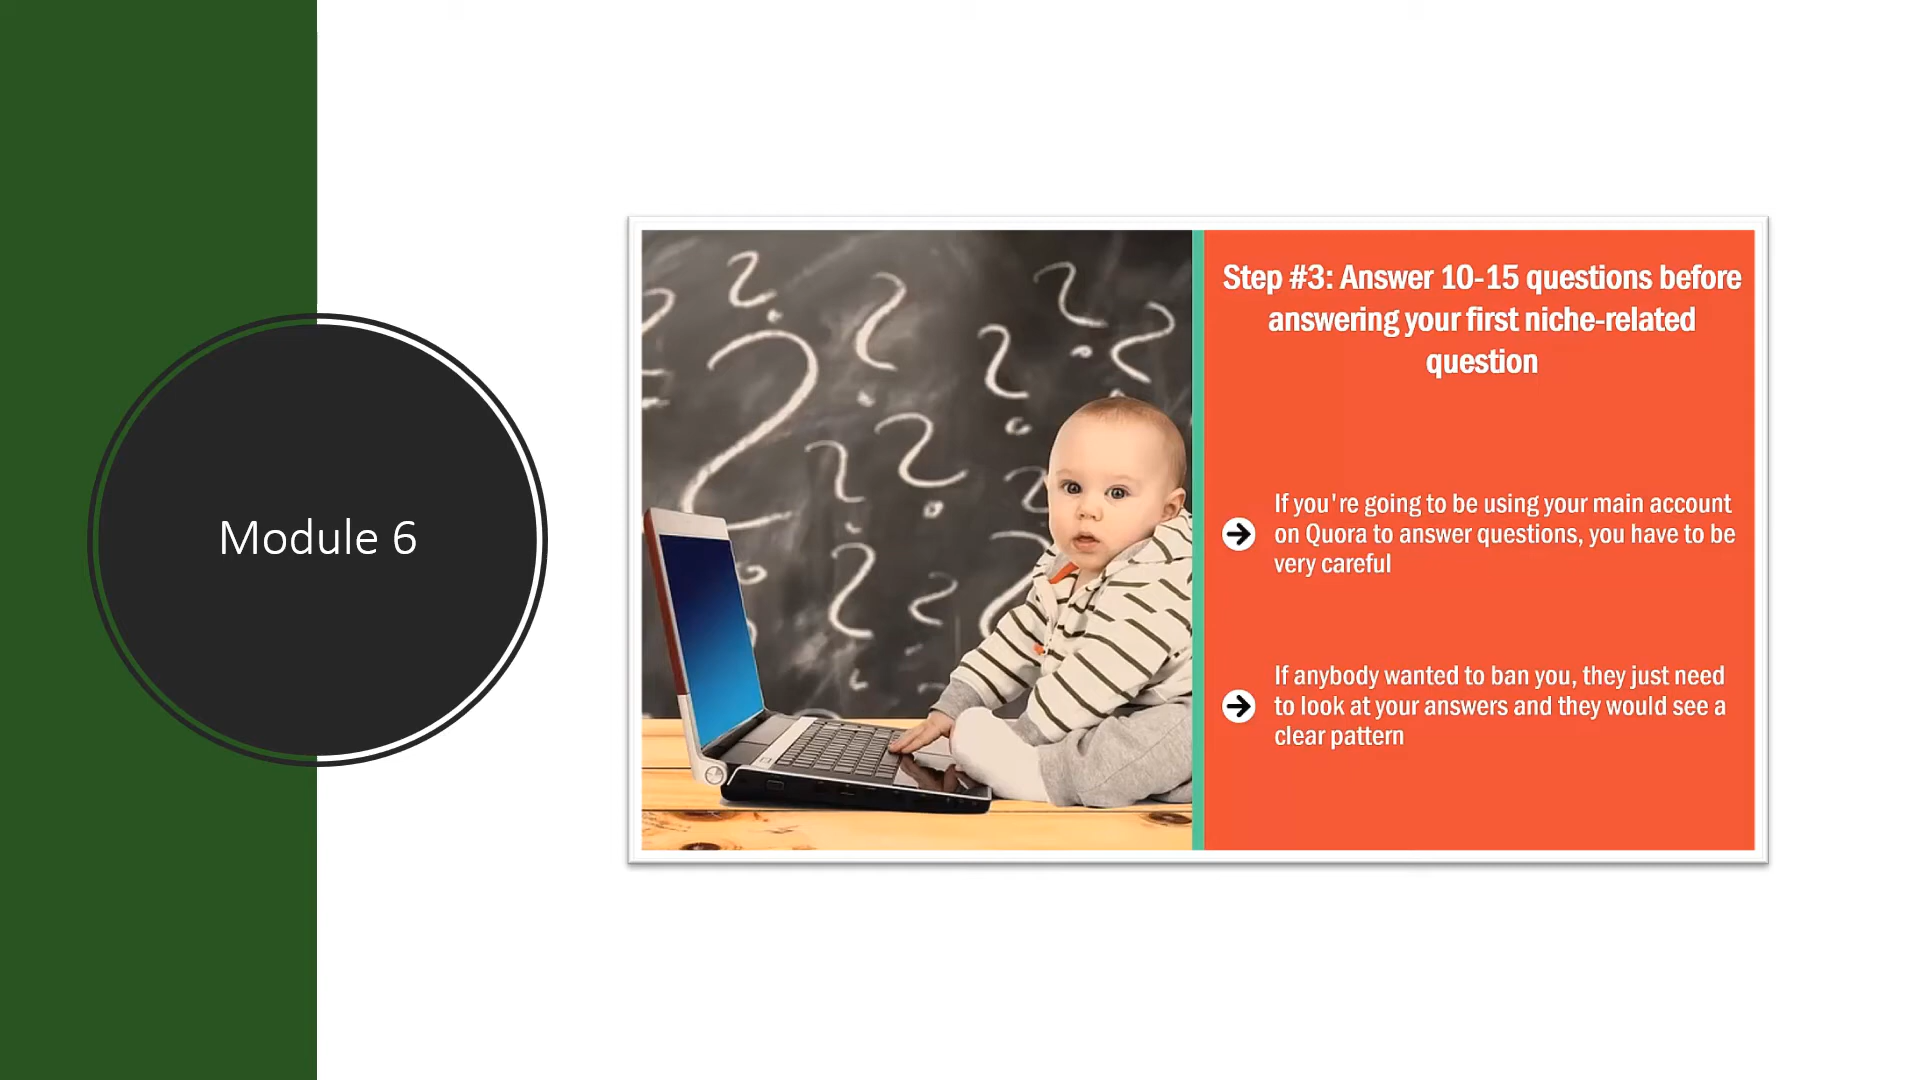 Module 6
Step #3: Answer 10-15 questions before
answering your first niche-related
question
If you're going to be using your main account
on Quora to answer questions, you have to be
very careful
If anybody wanted to ban you, they just need
to look at your answers and they would see a
clear pattern